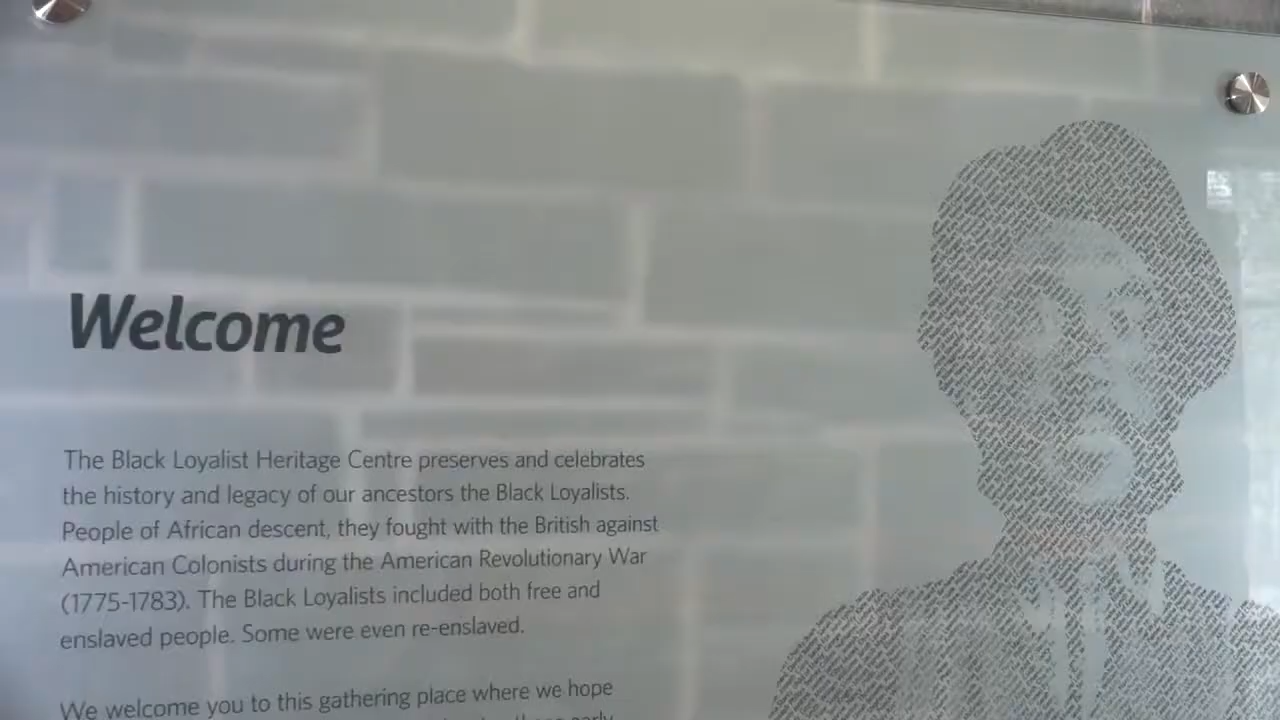 Welcome
The Black Loyalist Heritage Centre preserves and celebrates
the history and legacy of our ancestors the Black Loyalists.
People of African descent, they fought with the British against
American Colonists during the American Revolutionary War
(1775-1783). The Black Loyalists included both free and
enslaved people. Some were even re-enslaved.
We welcome you to this gathering place where we hope
early